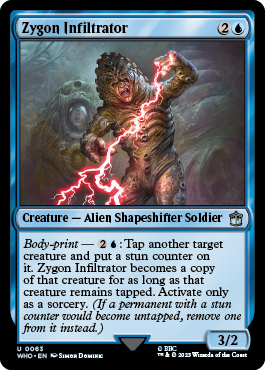 Zygon Infiltrator 2
Creature — Alien Shapeshifter Soldier
Body-print — 2 : Tap another target
creature and put a stun counter on
it. Zygon Infiltrator becomes a copy
of that creature for as long as that
creature remains tapped. Activate only
as a sorcery. (If a permanent with a stun
counter would become untapped, remove
one from it instead.)
3/2
U 0063
WHO • EN SIMON DOMINIC
© BBC
™ & © 2023 Wizards of the Coast